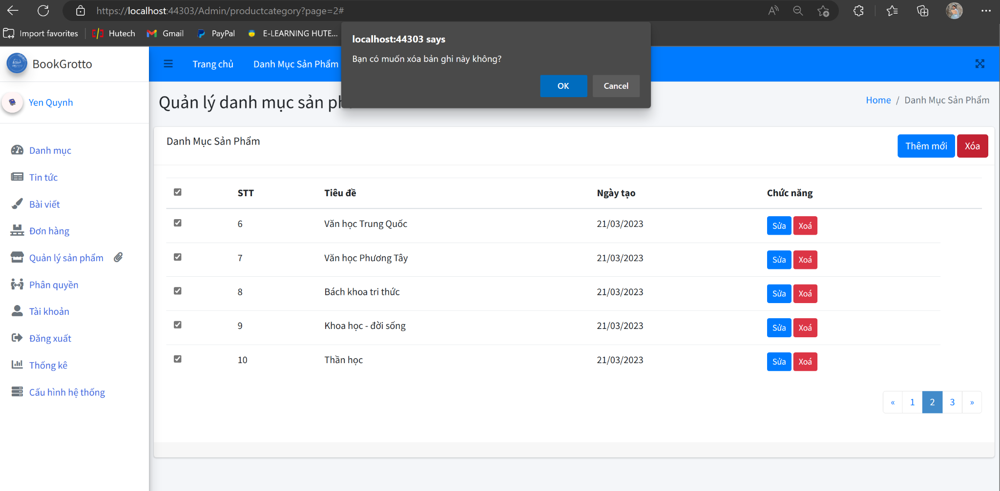 https://localhost:44303/Admin/productcategory?page=2#
Import favorites
Hutech
Gmail
PayPal
E-LEARNING HUTE...
localhost:44303 says
Bạn có muốn xóa bản ghi này không?
OK
Cancel
BookGrotto
Trang chủ
Danh Mục Sản Phẩm
Yen Quynh
Quản lý danh mục sản
Home / Danh Mục Sản Phẩm
Danh mục
Tin tức
Bài viết
Đơn hàng
Quản lý sản phẩm
Phân quyền
Tài khoản
Đăng xuất
Thống kê
Cấu hình hệ thống
Danh Mục Sản Phẩm
Thêm mới
Xóa
STT Tiêu đề Ngày tạo Chức năng
6 Văn học Trung Quốc 21/03/2023 Sửa Xoá
7 Văn học Phương Tây 21/03/2023 Sửa Xoá
8 Bách khoa tri thức 21/03/2023 Sửa Xoá
9 Khoa học - đời sống 21/03/2023 Sửa Xoá
10 Thần học 21/03/2023 Sửa Xoá
« 1 2 3 »